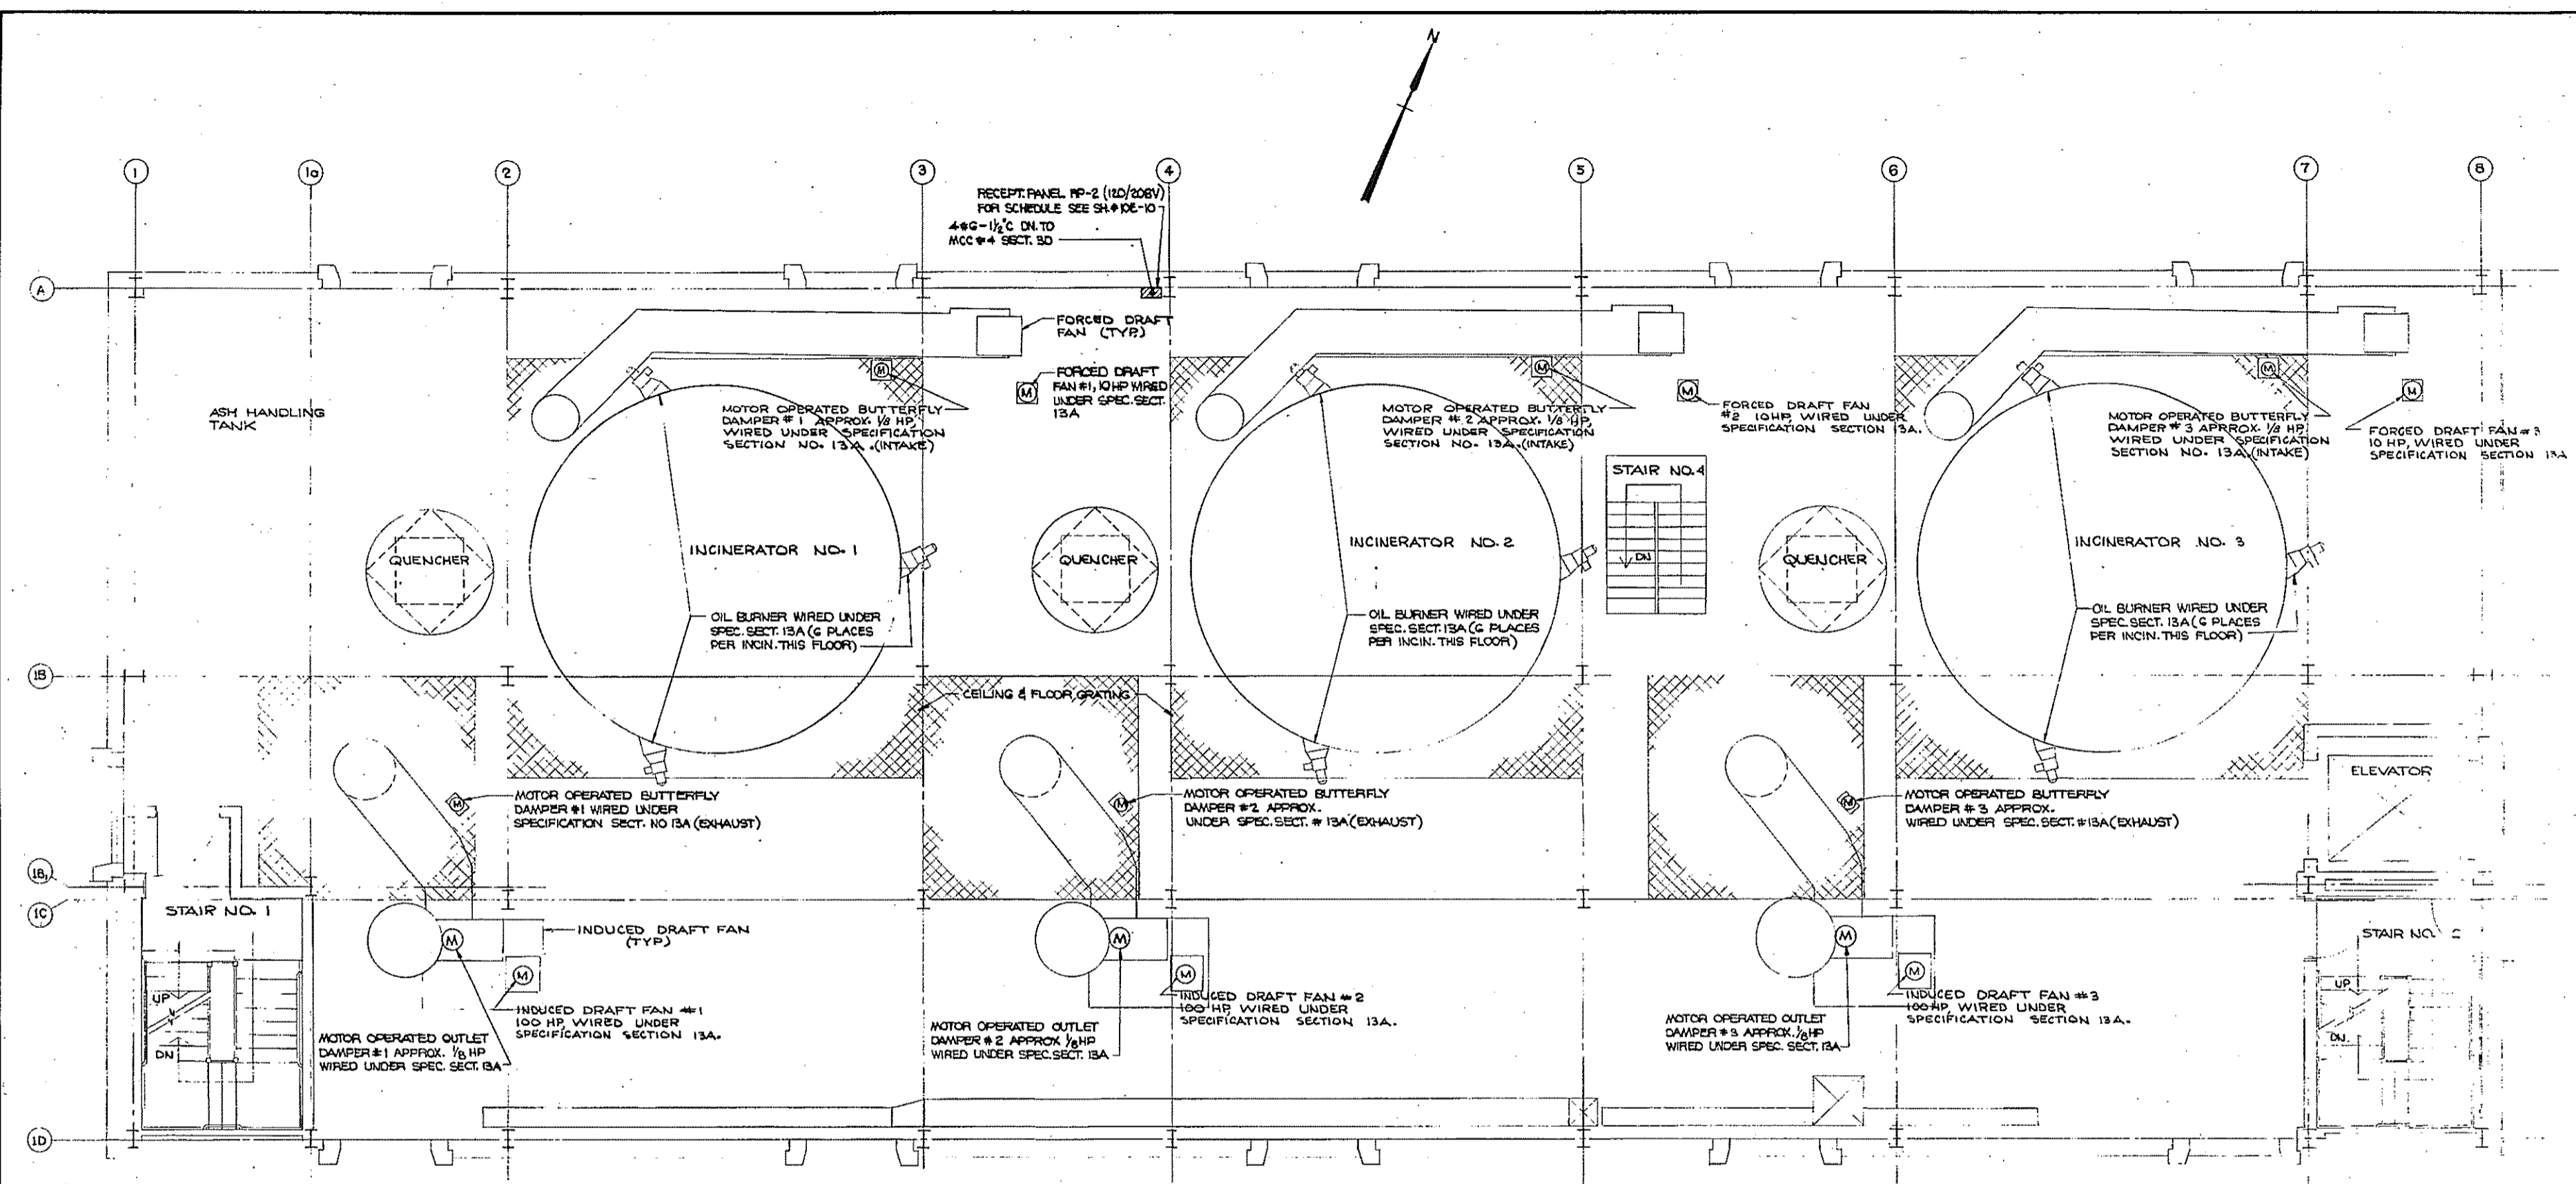 N
1
1a
2
3
4
5
6
7
8
RECEPT. PANEL RP-2 (120/208V)
FOR SCHEDULE SEE SH.#10E-10
4#6-1½"C DN. TO
MCC#4 SECT. 3D
A
FORCED DRAFT
FAN (TYP.)
M
M
FORCED DRAFT
FAN #1, 10 HP WIRED
UNDER SPEC. SECT.
13A
MOTOR OPERATED BUTTERFLY
DAMPER #1 APPROX. 1/8 HP,
WIRED UNDER SPECIFICATION
SECTION NO. 13A.(INTAKE)
M
MOTOR OPERATED BUTTERFLY
DAMPER #2 APPROX. 1/8 HP,
WIRED UNDER SPECIFICATION
SECTION NO. 13A.(INTAKE)
M
FORCED DRAFT FAN
#2 10HP, WIRED UNDER
SPECIFICATION SECTION 13A.
M
MOTOR OPERATED BUTTERFLY
DAMPER #3 APRROX. 1/8 HP
WIRED UNDER SPECIFICATION
SECTION NO. 13A.(INTAKE)
M
FORCED DRAFT FAN #3
10 HP, WIRED UNDER
SPECIFICATION SECTION 13A
ASH HANDLING
TANK
STAIR NO.4
DN
QUENCHER
INCINERATOR NO. 1
QUENCHER
INCINERATOR NO. 2
QUENCHER
INCINERATOR NO. 3
OIL BURNER WIRED UNDER
SPEC. SECT. 13A (6 PLACES
PER INCIN. THIS FLOOR)
OIL BURNER WIRED UNDER
SPEC. SECT. 13A (6 PLACES
PER INCIN. THIS FLOOR)
OIL BURNER WIRED UNDER
SPEC. SECT. 13A (6 PLACES
PER INCIN. THIS FLOOR)
1B
CEILING & FLOOR GRATING
ELEVATOR
M
MOTOR OPERATED BUTTERFLY
DAMPER #1 WIRED UNDER
SPECIFICATION SECT. NO 13A (EXHAUST)
M
MOTOR OPERATED BUTTERFLY
DAMPER #2 APPROX.
UNDER SPEC. SECT. # 13A (EXHAUST)
M
MOTOR OPERATED BUTTERFLY
DAMPER #3 APPROX.
WIRED UNDER SPEC. SECT. #13A (EXHAUST)
1B1
1C
STAIR NO. 1
INDUCED DRAFT FAN
(TYP.)
STAIR NO.
M
M
M
M
M
M
UP
DN
UP
DN.
INDUCED DRAFT FAN #1
100 HP, WIRED UNDER
SPECIFICATION SECTION 13A.
INDUCED DRAFT FAN #2
100 HP, WIRED UNDER
SPECIFICATION SECTION 13A.
INDUCED DRAFT FAN #3
100 HP, WIRED UNDER
SPECIFICATION SECTION 13A.
MOTOR OPERATED OUTLET
DAMPER #1 APPROX. 1/8 HP
WIRED UNDER SPEC. SECT. 13A
MOTOR OPERATED OUTLET
DAMPER #2 APPROX 1/8 HP
WIRED UNDER SPEC. SECT. 13A
MOTOR OPERATED OUTLET
DAMPER #3 APPROX. 1/8 HP
WIRED UNDER SPEC. SECT. 13A
1D